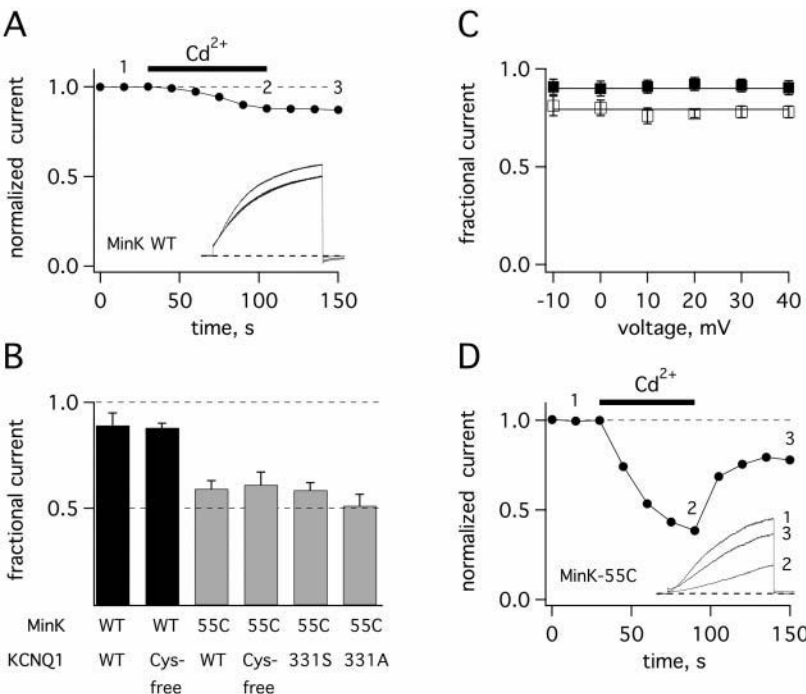 A
Cd2+
1
2
3
1.0
0.5
0.0
normalized current
MinK WT
0
50
100
150
time, s
B
1.0
0.5
fractional current
MinK WT WT 55C 55C 55C 55C
KCNQ1 WT Cys- WT Cys- 331S 331A
free free
C
1.0
0.5
0.0
fractional current
-10 0 10 20 30 40
voltage, mV
D
Cd2+
1
2
3
1.0
0.5
0.0
normalized current
1
3
2
MinK-55C
0 50 100 150
time, s